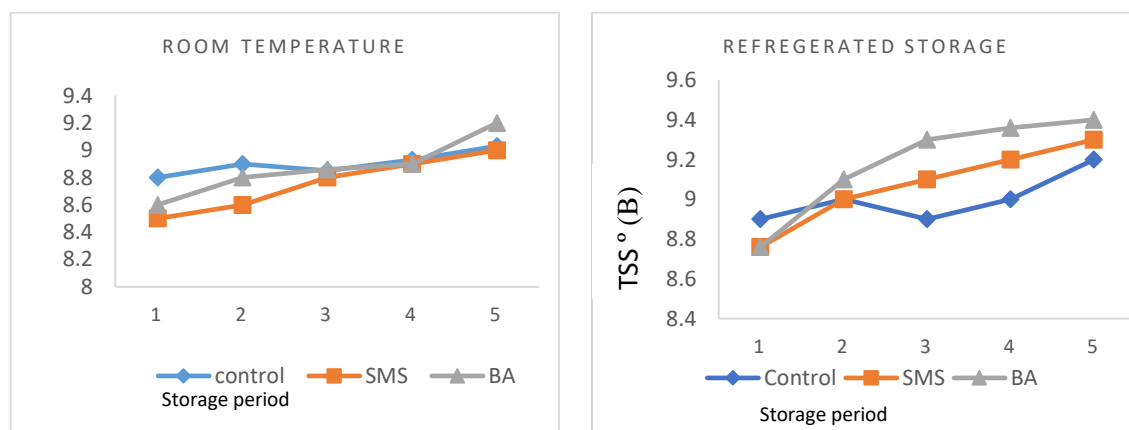 ROOM TEMPERATURE
9.4
9.2
9
8.8
8.6
8.4
8.2
8
1 2 3 4 5
control SMS BA
Storage period
REFREGERATED STORAGE
TSS º (B)
9.6
9.4
9.2
9
8.8
8.6
8.4
1 2 3 4 5
Control SMS BA
Storage period